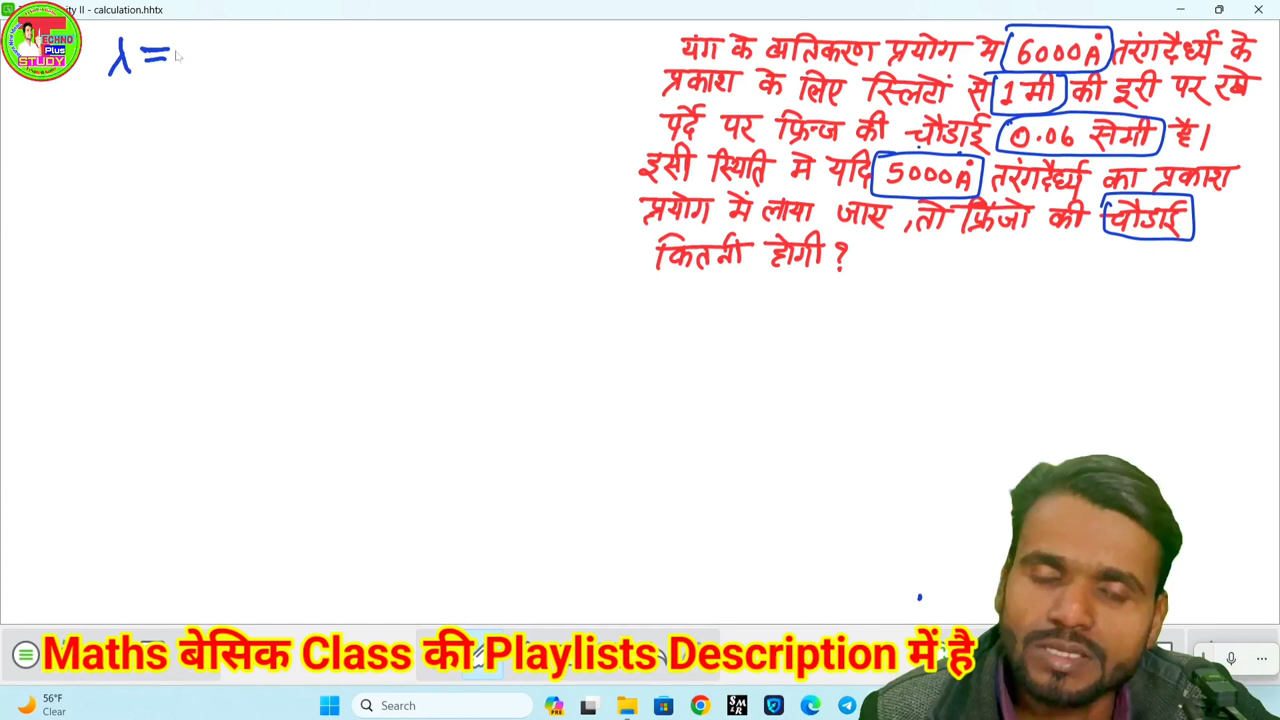 ity II - calculation.hhtx
TECHNO
Plus
STUDY
λ =
यंग के व्यतिकरण प्रयोग मे 6000Å तरंगदैर्ध्य के
प्रकाश के लिए स्लिटों से 1 मी की दूरी पर रखे
पर्दे पर फ्रिन्ज की चौडाई 0.06 सेमी है।
इसी स्थिति मे यदि 5000Å तरंगदैर्ध्य का प्रकाश
प्रयोग में लाया जाए, तो फ्रिंजो की चौडाई
कितनी होगी ?
Maths बेसिक Class की Playlists Description में है
56°F
Clear
Search